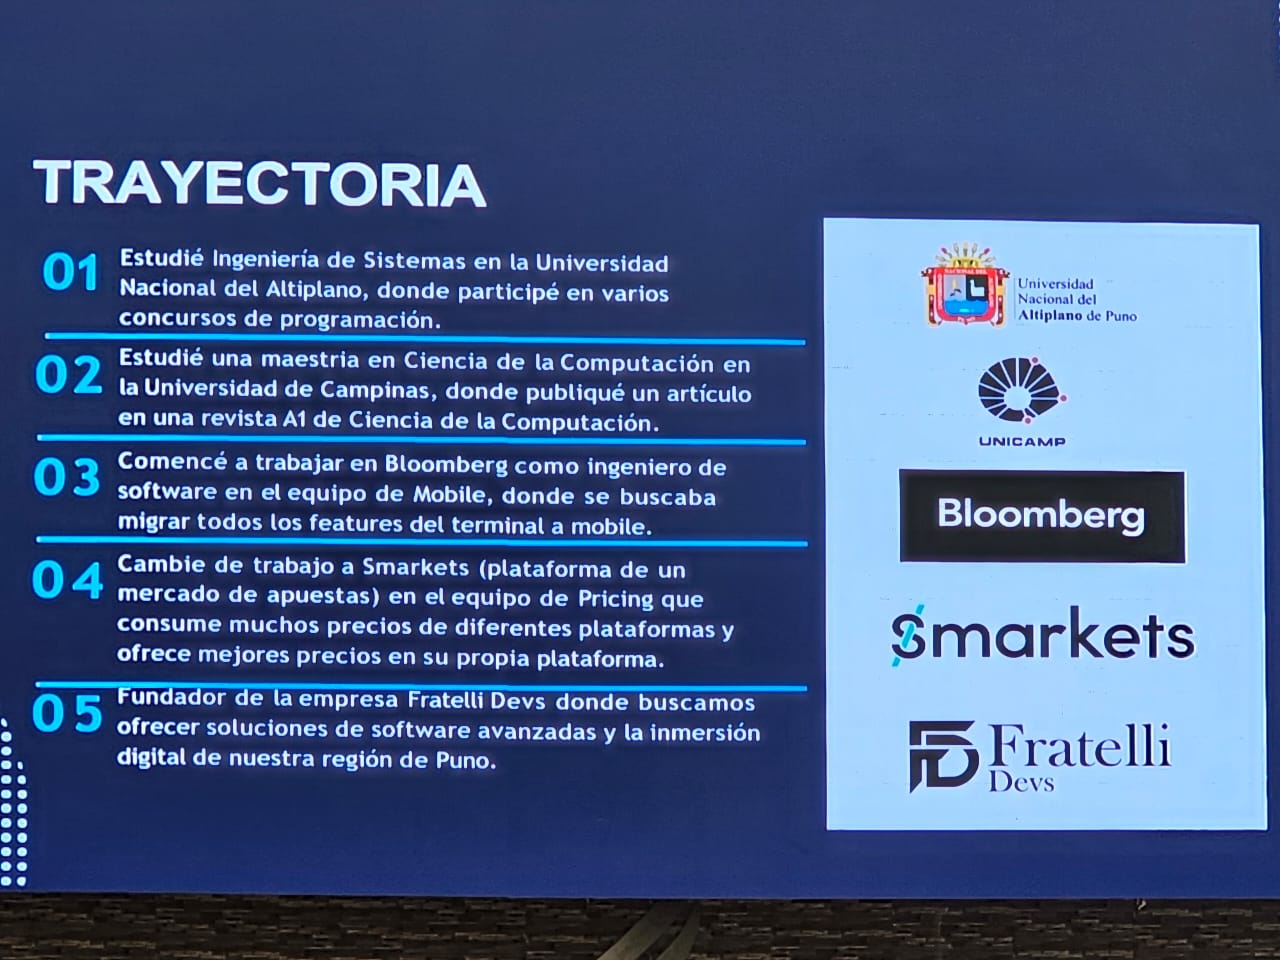 TRAYECTORIA
01
Estudié Ingeniería de Sistemas en la Universidad
Nacional del Altiplano, donde participé en varios
concursos de programación.
02
Estudié una maestria en Ciencia de la Computación en
la Universidad de Campinas, donde publiqué un artículo
en una revista A1 de Ciencia de la Computación.
03
Comencé a trabajar en Bloomberg como ingeniero de
software en el equipo de Mobile, donde se buscaba
migrar todos los features del terminal a mobile.
04
Cambie de trabajo a Smarkets (plataforma de un
mercado de apuestas) en el equipo de Pricing que
consume muchos precios de diferentes plataformas y
ofrece mejores precios en su propia plataforma.
05
Fundador de la empresa Fratelli Devs donde buscamos
ofrecer soluciones de software avanzadas y la inmersión
digital de nuestra región de Puno.
Universidad
Nacional del
Altiplano de Puno
UNICAMP
Bloomberg
Smarkets
Fratelli
Devs